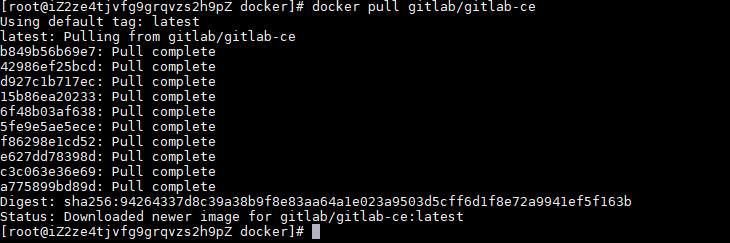 [root@iZ2ze4tjvfg9grqvzs2h9pZ docker]# docker pull gitlab/gitlab-ce
Using default tag: latest
latest: Pulling from gitlab/gitlab-ce
b849b56b69e7: Pull complete
42986ef25bcd: Pull complete
d927c1b717ec: Pull complete
15b86ea20233: Pull complete
6f48b03af638: Pull complete
5fe9e5ae5ece: Pull complete
f86298e1cd52: Pull complete
e627dd78398d: Pull complete
c3c063e36e69: Pull complete
a775899bd89d: Pull complete
Digest: sha256:94264337d8c39a38b9f8e83aa64a1e023a9503d5cff6d1f8e72a9941ef5f163b
Status: Downloaded newer image for gitlab/gitlab-ce:latest
[root@iZ2ze4tjvfg9grqvzs2h9pZ docker]#